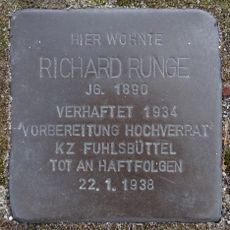 HIER WOHNTE
RICHARD RUNGE
JG. 1890
VERHAFTET 1934
'VORBEREITUNG HOCHVERRAT'
KZ FUHLSBÜTTEL
TOT AN HAFTFOLGEN
22.1.1938